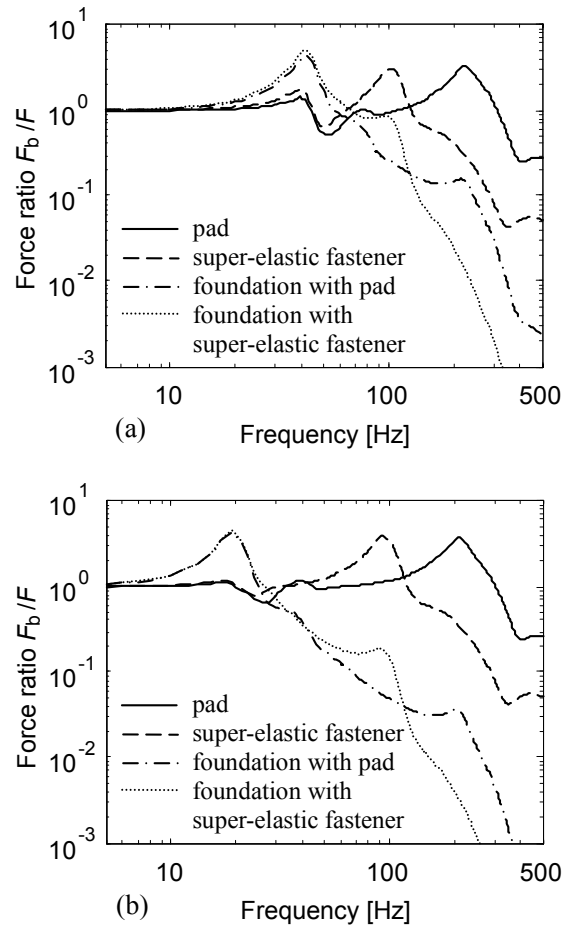 10^1
10^0
10^-1
10^-2
10^-3
Force ratio F_b/F
pad
super-elastic fastener
foundation with pad
foundation with
super-elastic fastener
10
100
500
(a)
Frequency [Hz]
10^1
10^0
10^-1
10^-2
10^-3
Force ratio F_b/F
pad
super-elastic fastener
foundation with pad
foundation with
super-elastic fastener
10
100
500
(b)
Frequency [Hz]